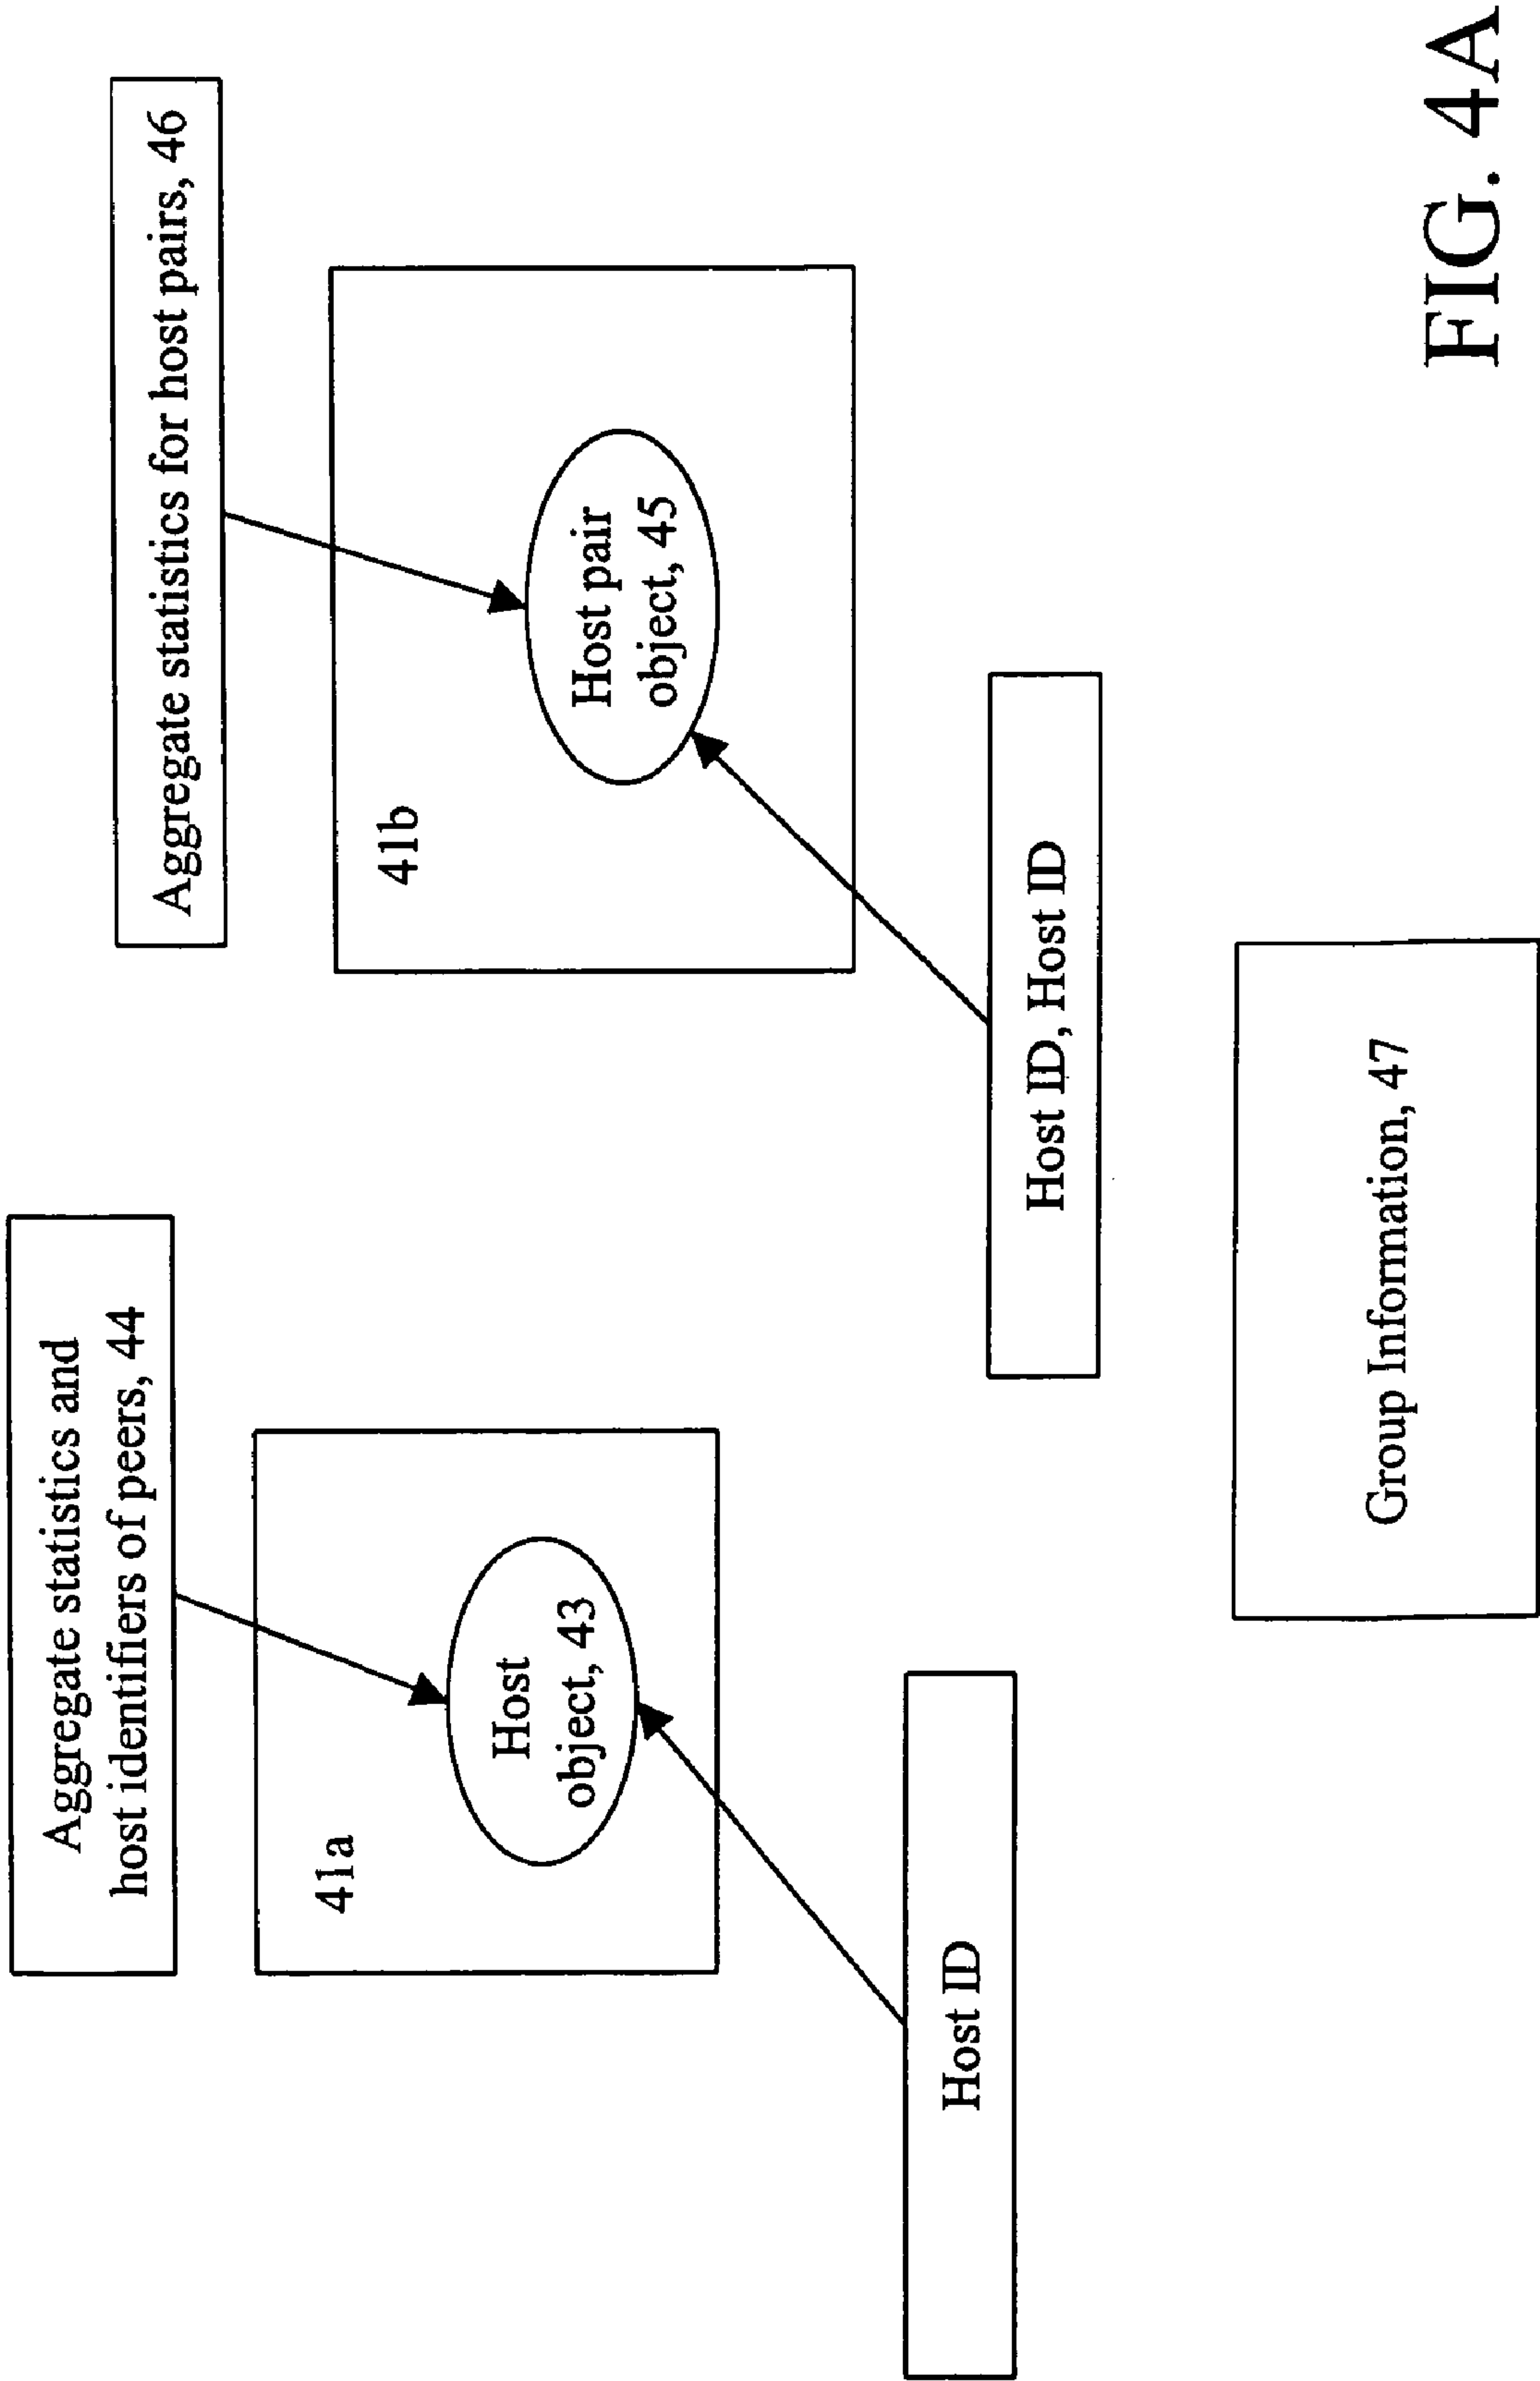 Aggregate statistics and
host identifiers of peers, 44
41a
Host
object, 43
Host ID
Aggregate statistics for host pairs, 46
41b
Host pair
object, 45
Host ID, Host ID
Group Information, 47
FIG. 4A